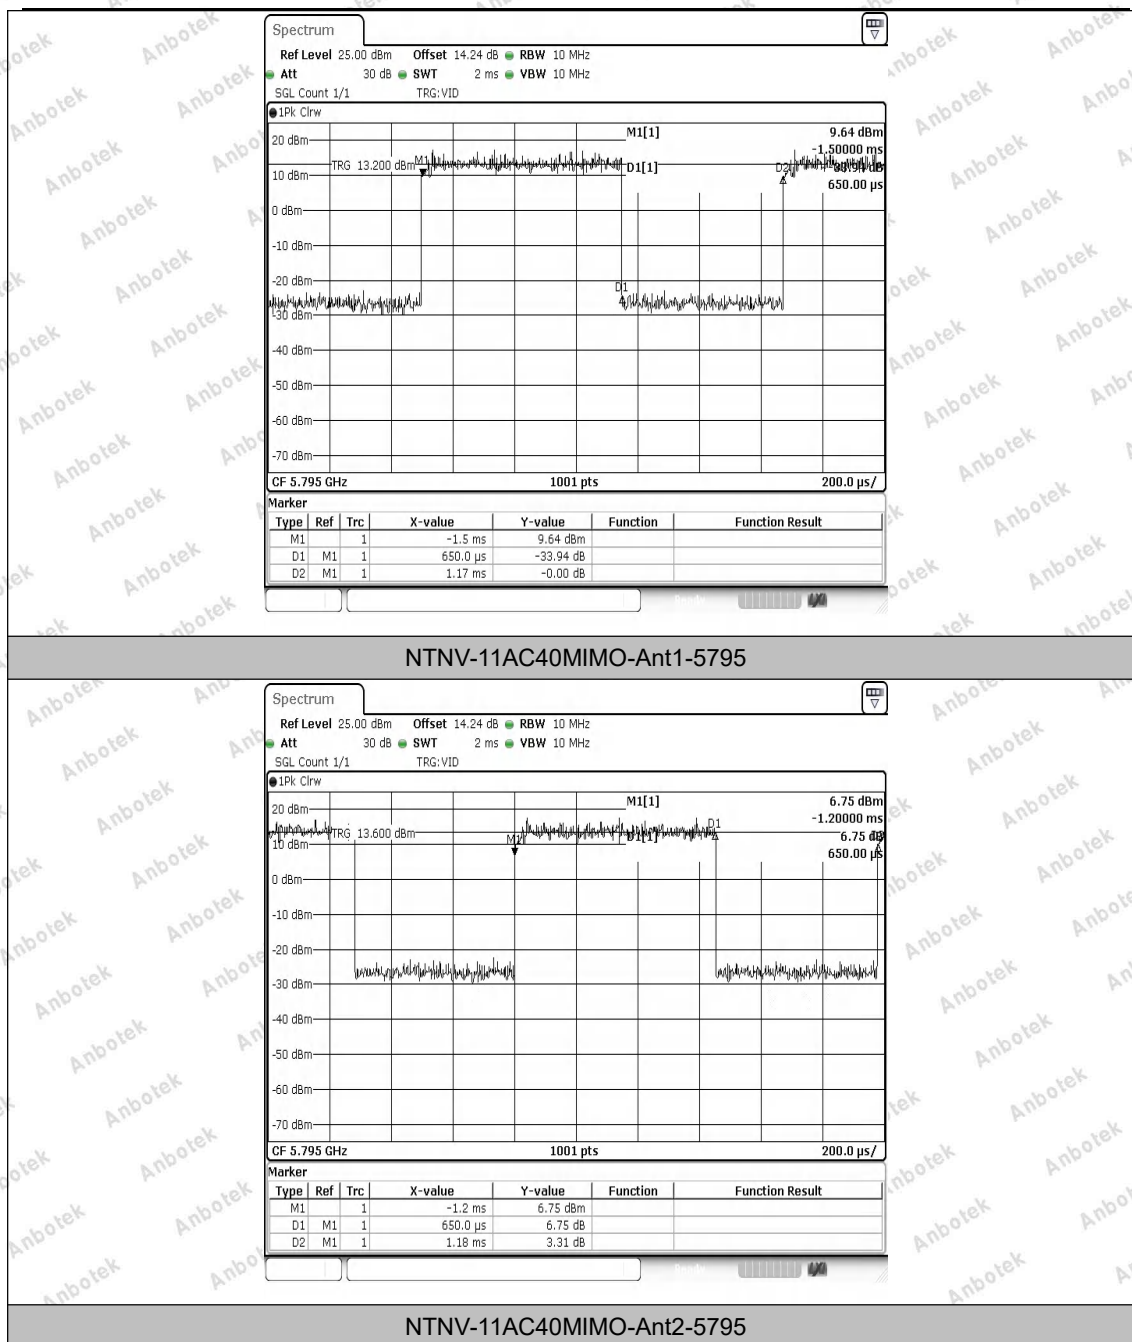 Spectrum
Ref Level 25.00 dBm Offset 14.24 dB RBW 10 MHz
Att 30 dB SWT 2 ms VBW 10 MHz
SGL Count 1/1 TRG:VID
1Pk Clrw
M1[1] 9.64 dBm
-1.50000 ms
D1[1] -33.94 dB
650.00 µs
20 dBm
TRG 13.200 dBm
M1
D2
10 dBm
0 dBm
-10 dBm
-20 dBm
D1
-30 dBm
-40 dBm
-50 dBm
-60 dBm
-70 dBm
CF 5.795 GHz 1001 pts 200.0 µs/
Marker
Type Ref Trc X-value Y-value Function Function Result
M1 1 -1.5 ms 9.64 dBm
D1 M1 1 650.0 µs -33.94 dB
D2 M1 1 1.17 ms -0.00 dB
NTNV-11AC40MIMO-Ant1-5795
Spectrum
Ref Level 25.00 dBm Offset 14.24 dB RBW 10 MHz
Att 30 dB SWT 2 ms VBW 10 MHz
SGL Count 1/1 TRG:VID
1Pk Clrw
M1[1] 6.75 dBm
-1.20000 ms
D1[1] 6.75 dB
650.00 µs
20 dBm
TRG 13.600 dBm
M1
D1
10 dBm
0 dBm
-10 dBm
-20 dBm
-30 dBm
-40 dBm
-50 dBm
-60 dBm
-70 dBm
CF 5.795 GHz 1001 pts 200.0 µs/
Marker
Type Ref Trc X-value Y-value Function Function Result
M1 1 -1.2 ms 6.75 dBm
D1 M1 1 650.0 µs 6.75 dB
D2 M1 1 1.18 ms 3.31 dB
NTNV-11AC40MIMO-Ant2-5795
Anbotek